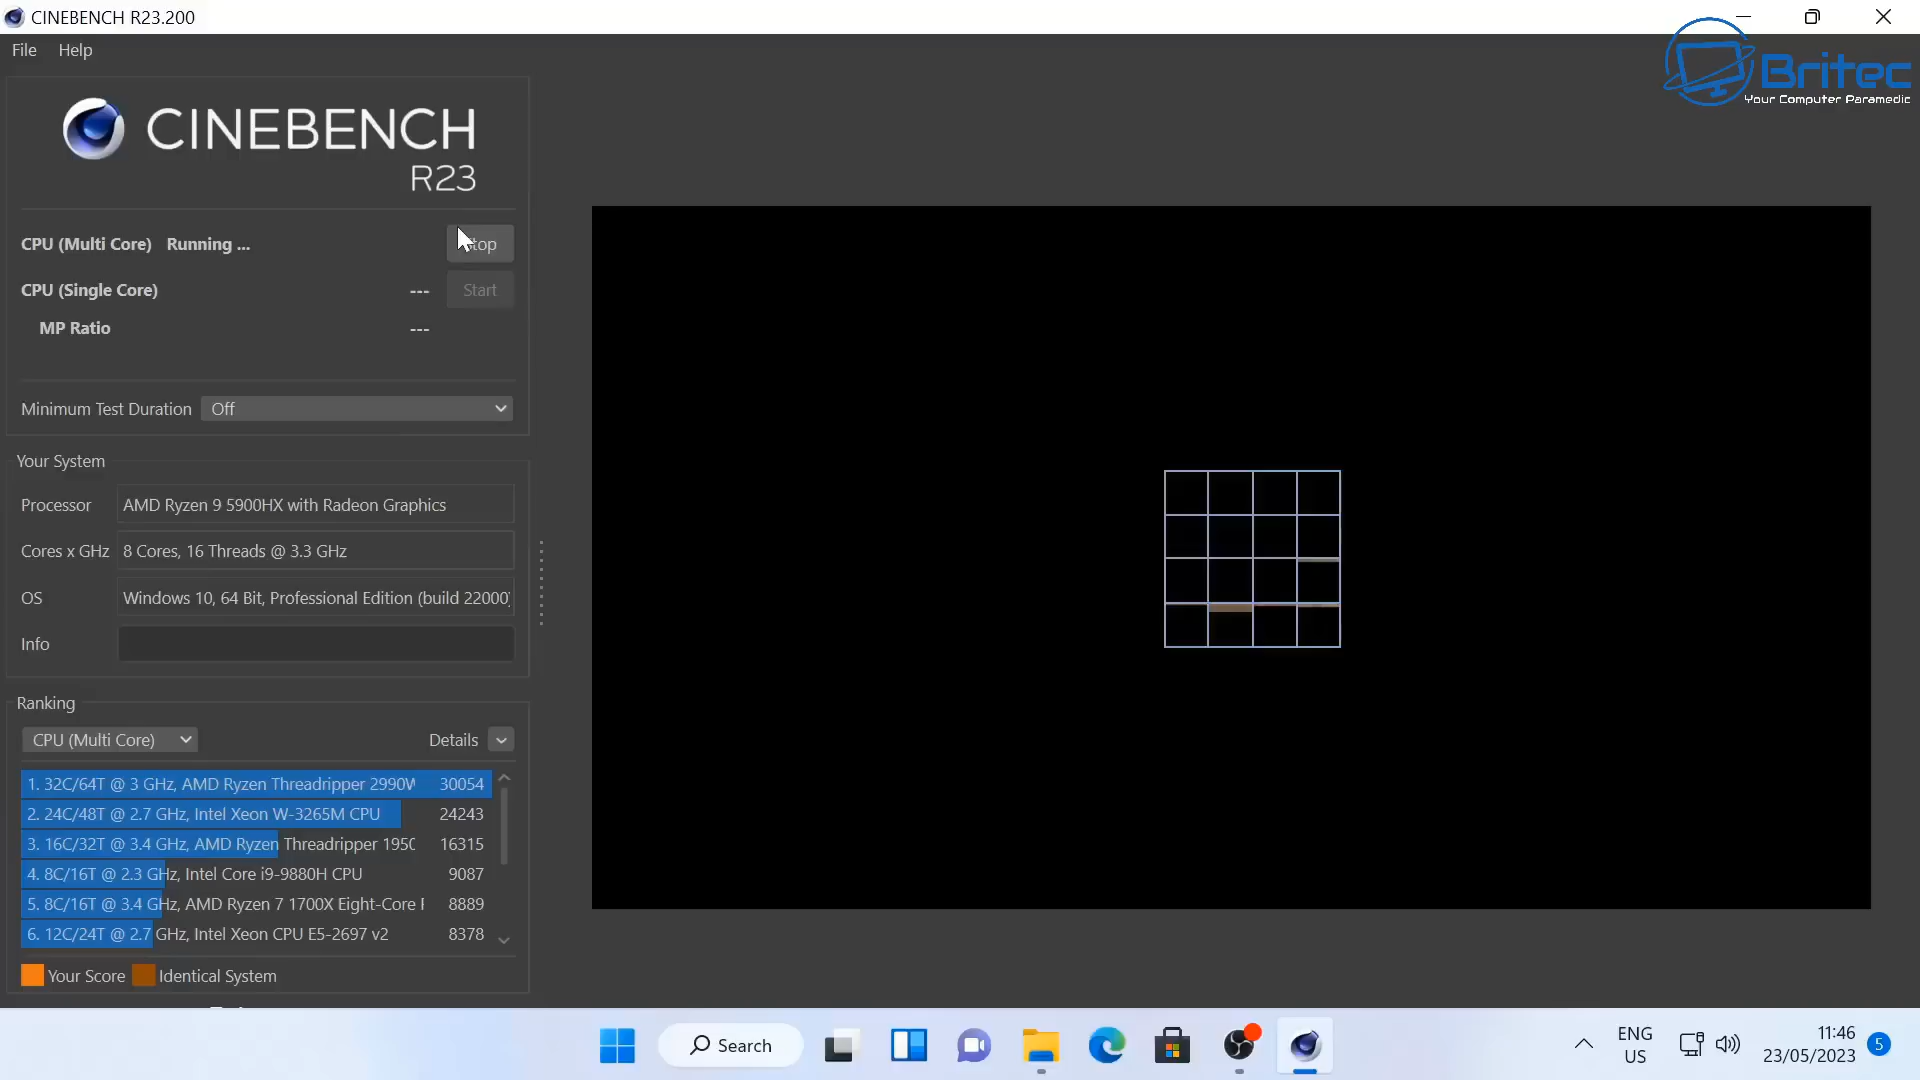 CINEBENCH R23.200
File Help
Britec
Your Computer Paramedic
CINEBENCH
R23
CPU (Multi Core) Running ...
CPU (Single Core) --- Start
MP Ratio ---
Minimum Test Duration Off
Your System
Processor AMD Ryzen 9 5900HX with Radeon Graphics
Cores x GHz 8 Cores, 16 Threads @ 3.3 GHz
OS Windows 10, 64 Bit, Professional Edition (build 22000)
Info
Ranking
CPU (Multi Core) Details
1. 32C/64T @ 3 GHz, AMD Ryzen Threadripper 2990W 30054
2. 24C/48T @ 2.7 GHz, Intel Xeon W-3265M CPU 24243
3. 16C/32T @ 3.4 GHz, AMD Ryzen Threadripper 1950 16315
4. 8C/16T @ 2.3 GHz, Intel Core i9-9880H CPU 9087
5. 8C/16T @ 3.4 GHz, AMD Ryzen 7 1700X Eight-Core 8889
6. 12C/24T @ 2.7 GHz, Intel Xeon CPU E5-2697 v2 8378
Your Score Identical System
Search
ENG
US
11:46
23/05/2023
5